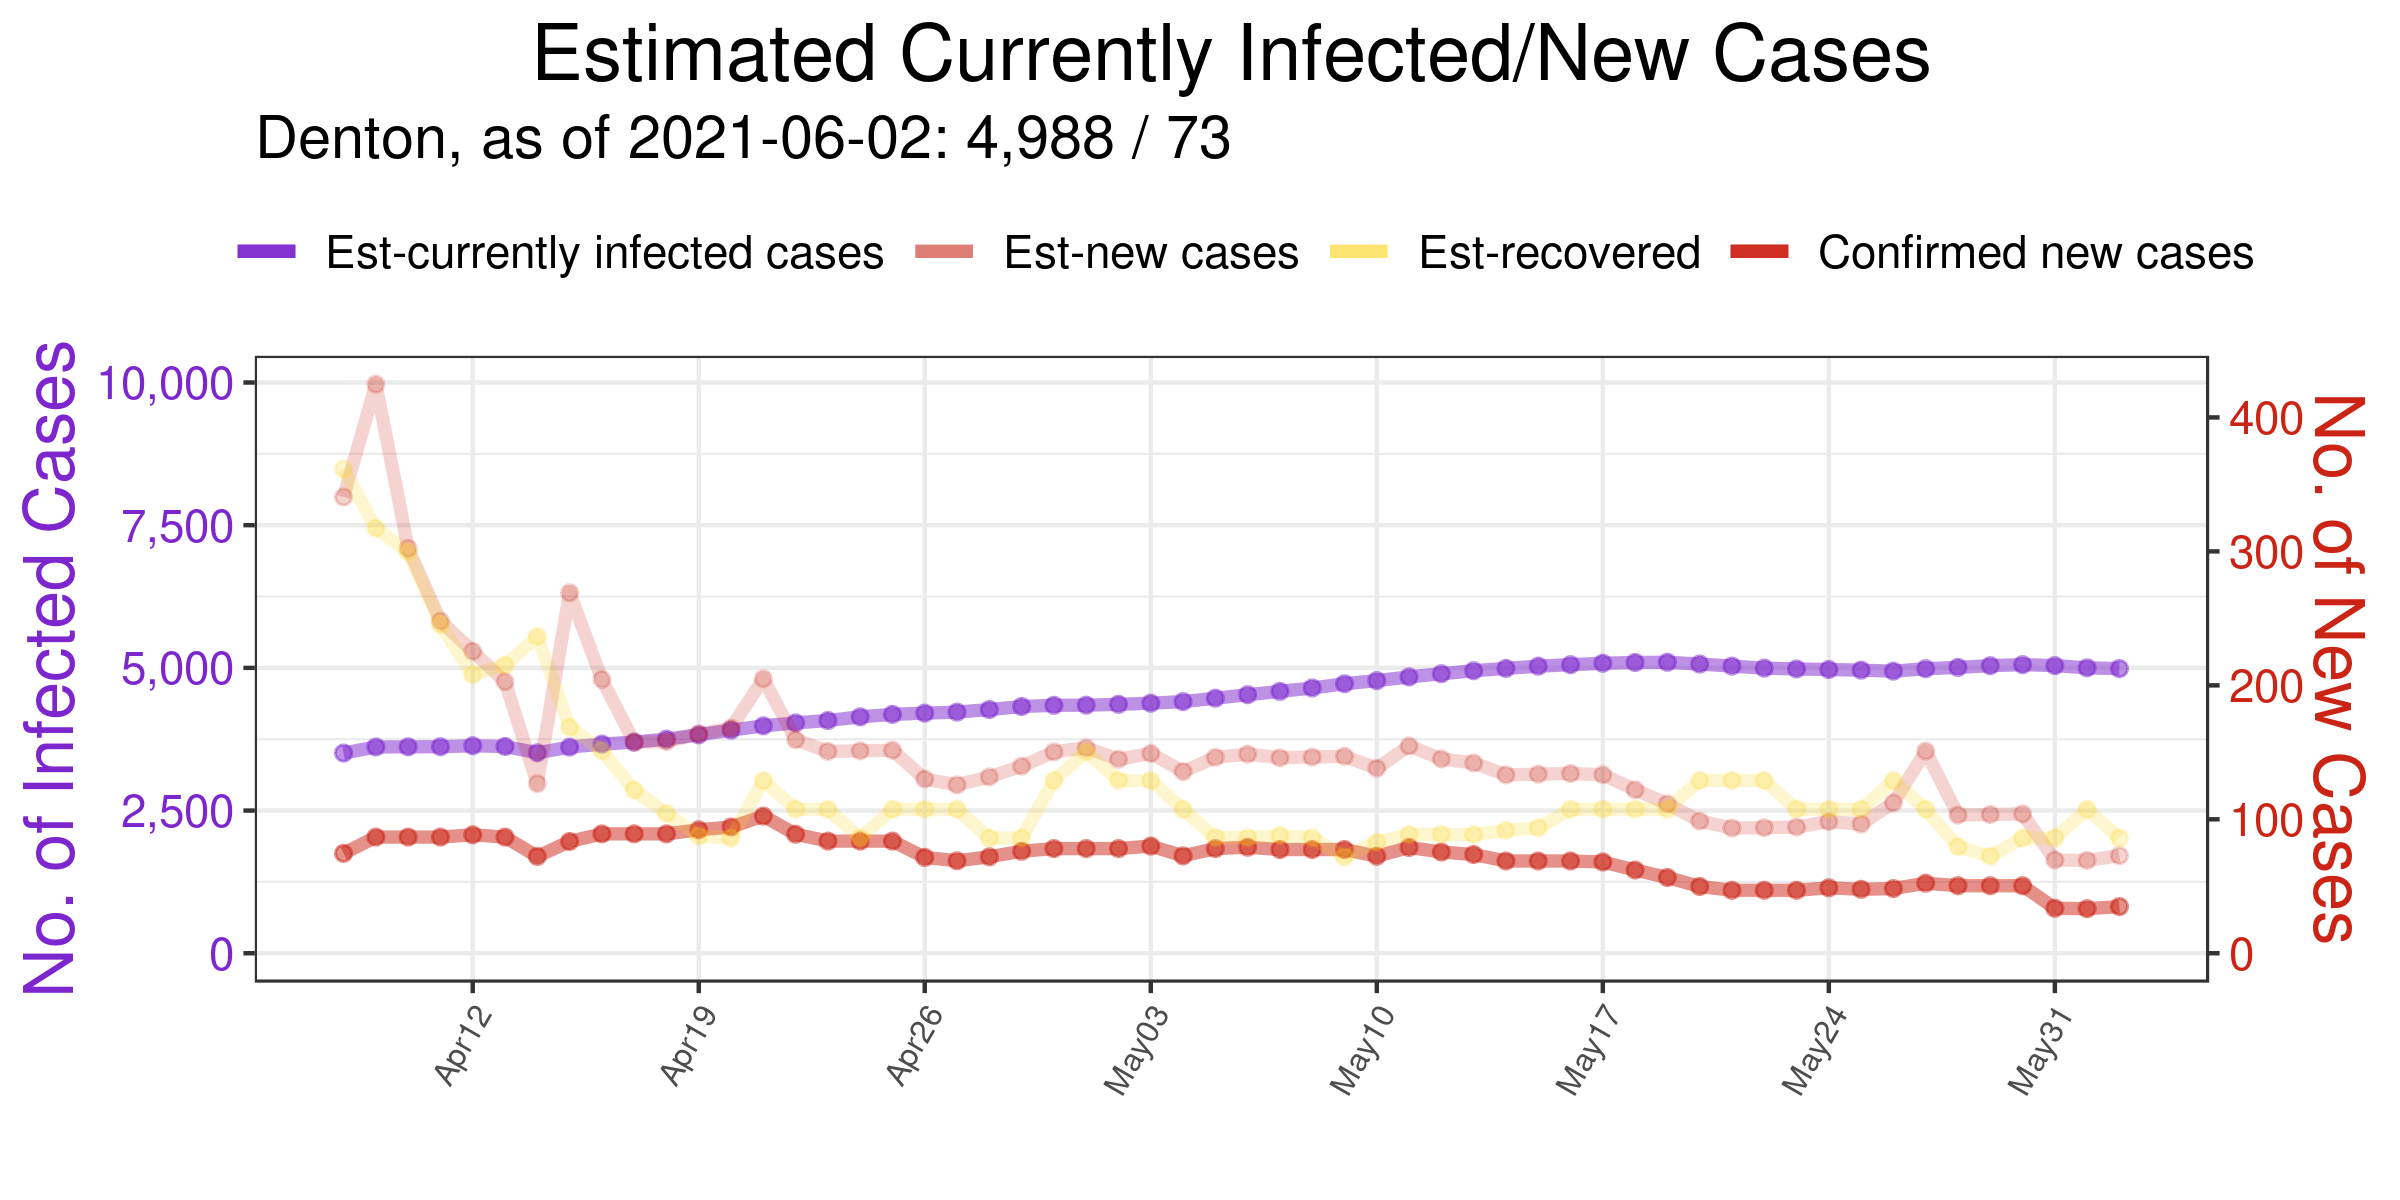 Estimated Currently Infected/New Cases
Denton, as of 2021-06-02: 4,988 / 73
Est-currently infected cases Est-new cases Est-recovered Confirmed new cases
No. of Infected Cases
10,000
7,500
5,000
2,500
0
400
300
200
100
0
No. of New Cases
Apr12 Apr19 Apr26 May03 May10 May17 May24 May31